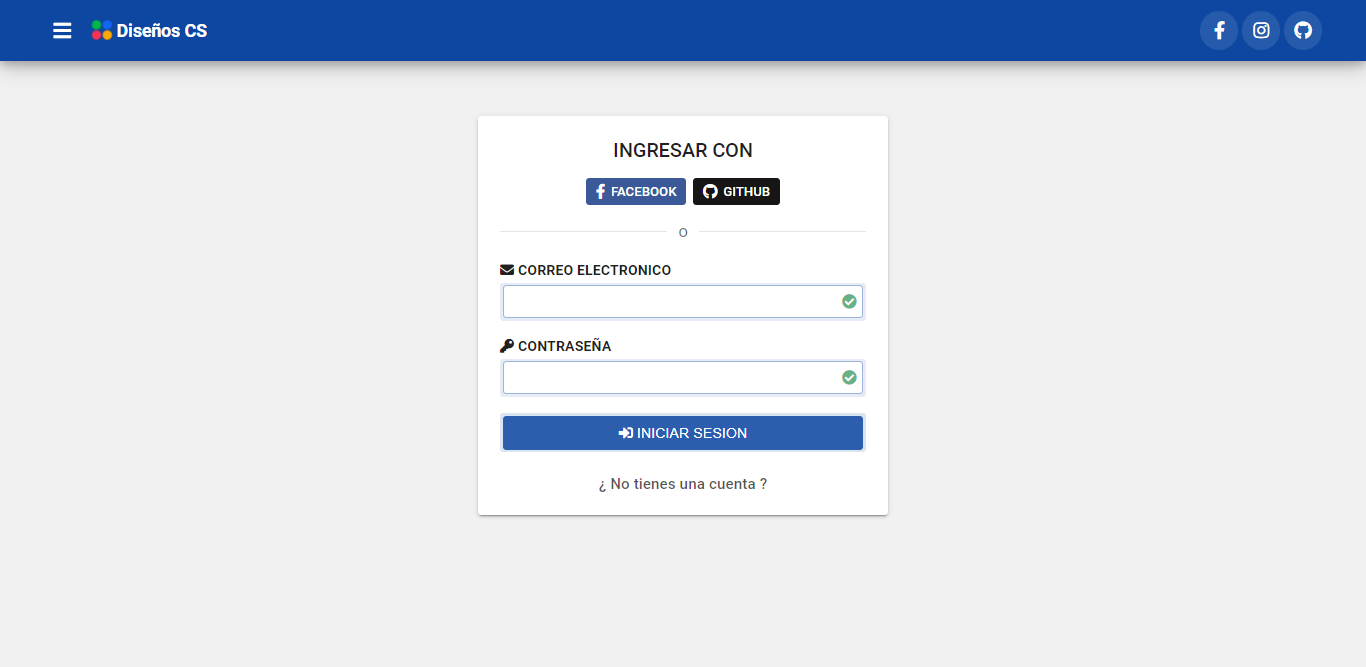 Diseños CS
INGRESAR CON
FACEBOOK GITHUB
O
CORREO ELECTRONICO
CONTRASEÑA
INICIAR SESION
¿ No tienes una cuenta ?